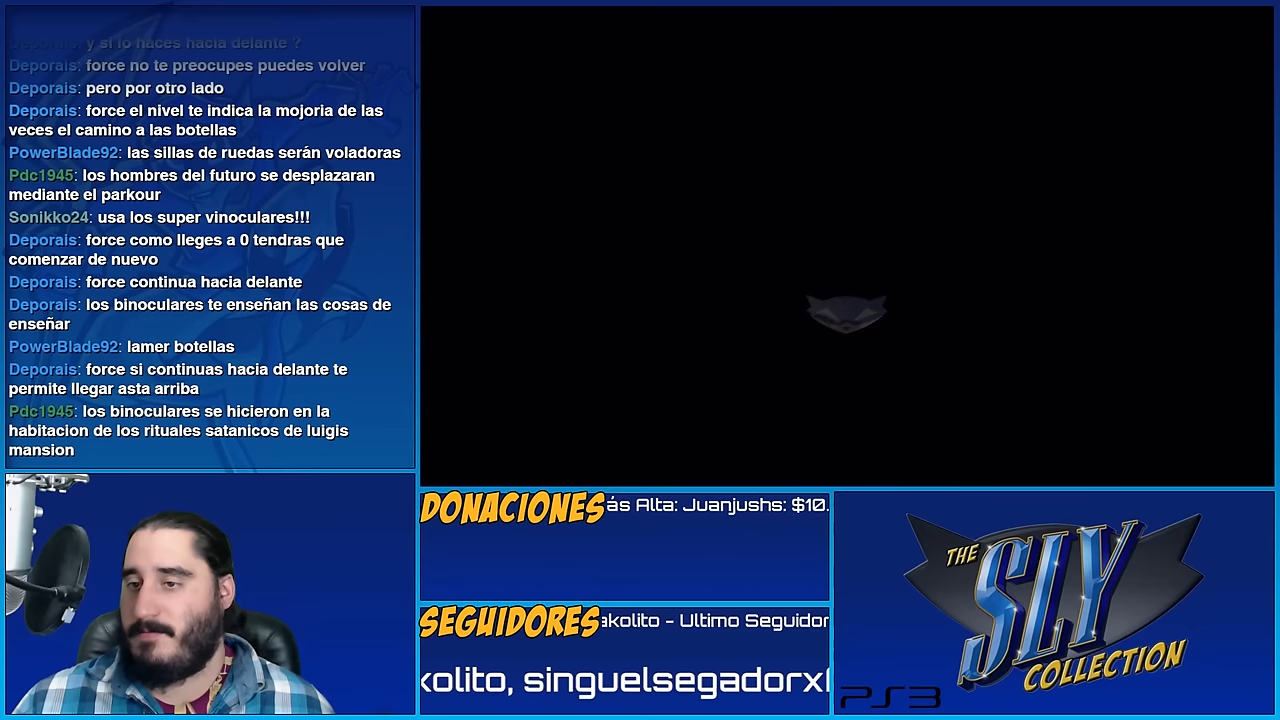 Deporais: y si lo haces hacia delante ?
Deporais: force no te preocupes puedes volver
Deporais: pero por otro lado
Deporais: force el nivel te indica la mojoria de las
veces el camino a las botellas
PowerBlade92: las sillas de ruedas serán voladoras
Pdc1945: los hombres del futuro se desplazaran
mediante el parkour
Sonikko24: usa los super vinoculares!!!
Deporais: force como lleges a 0 tendras que
comenzar de nuevo
Deporais: force continua hacia delante
Deporais: los binoculares te enseñan las cosas de
enseñar
PowerBlade92: lamer botellas
Deporais: force si continuas hacia delante te
permite llegar asta arriba
Pdc1945: los binoculares se hicieron en la
habitacion de los rituales satanicos de luigis
mansion
DONACIONES ás Alta: Juanjushs: $10.
SEGUIDORES akolito - Ultimo Seguidor
kolito, singuelsegadorx
THE
SLY
COLLECTION
PS3